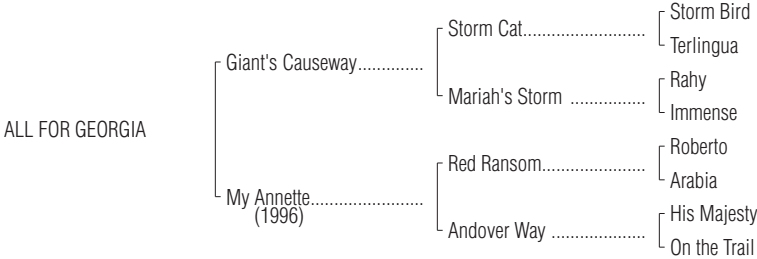 Storm Bird
Storm Cat..........................
Terlingua
Giant's Causeway..............
Rahy
Mariah's Storm ................
Immense
ALL FOR GEORGIA
Roberto
Red Ransom......................
Arabia
My Annette........................
(1996)
His Majesty
Andover Way ....................
On the Trail